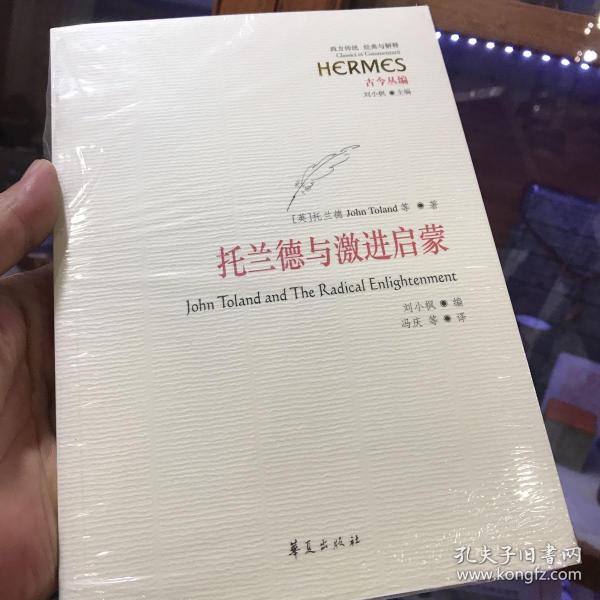 西方传统 经典与解释
Classici et Commentarii
HERMES
古今丛编
刘小枫◉主编
[英]托兰德 John Toland 等 ◉ 著
托兰德与激进启蒙
John Toland and The Radical Enlightenment
刘小枫◉编
冯庆 等◉译
華夏出版社
孔夫子旧书网
www.kongfz.com